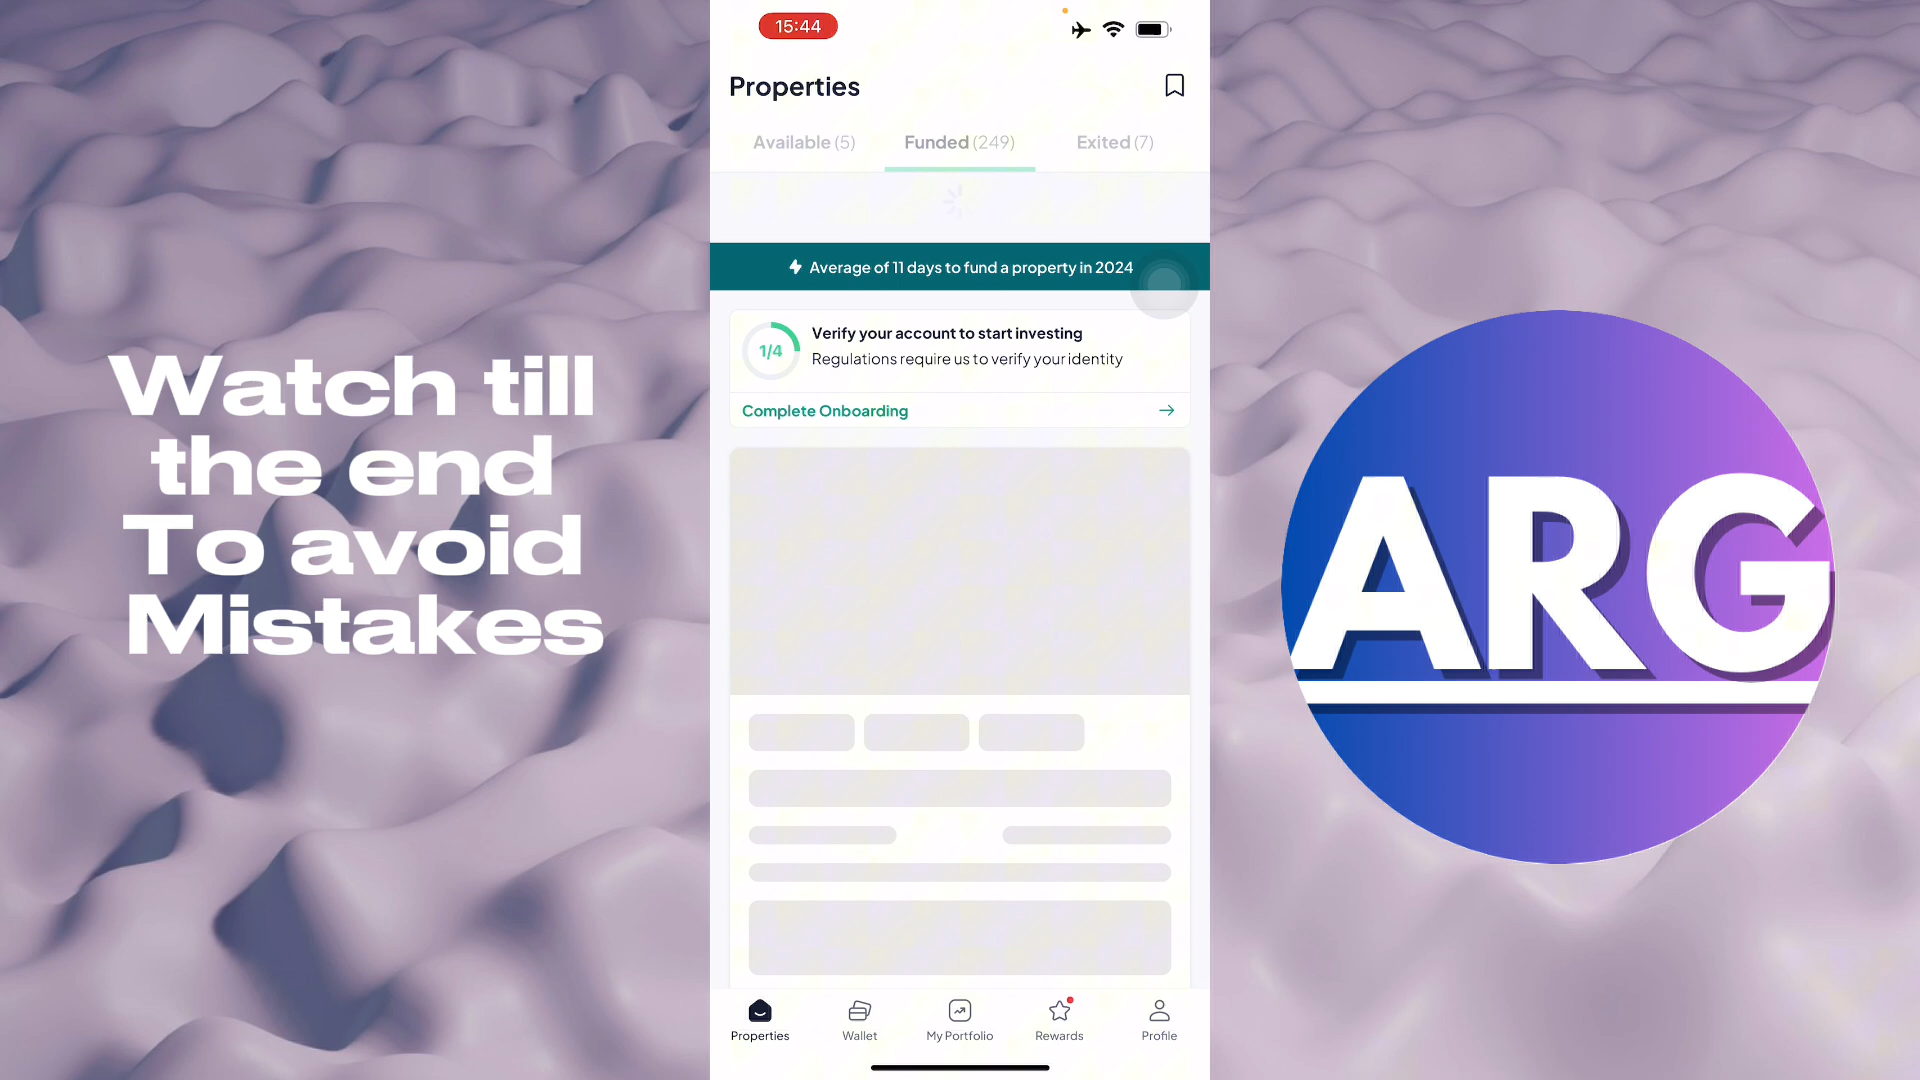 Watch till
the end
To avoid
Mistakes
15:44
Properties
Available (5)
Funded (249)
Exited (7)
Average of 11 days to fund a property in 2024
1/4
Verify your account to start investing
Regulations require us to verify your identity
Complete Onboarding
Properties
Wallet
My Portfolio
Rewards
Profile
ARG